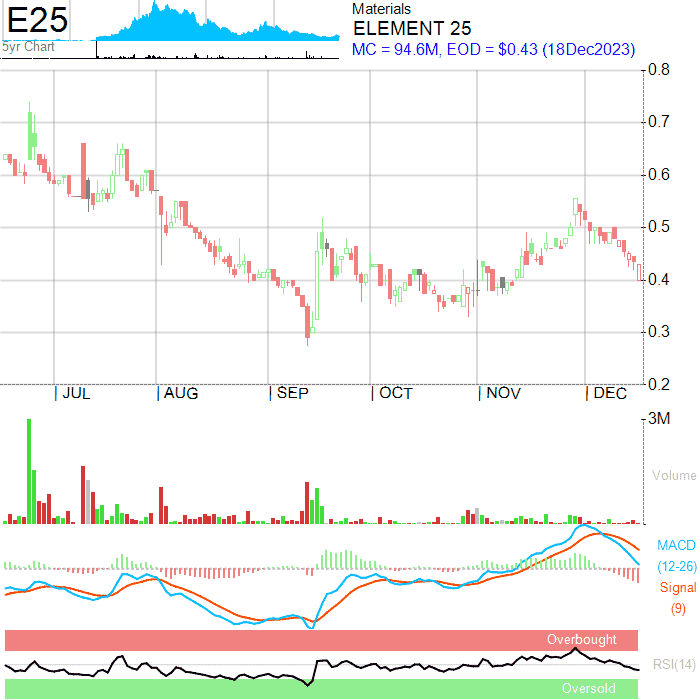 E25
5yr Chart
Materials
ELEMENT 25
MC = 94.6M, EOD = $0.43 (18Dec2023)
0.8
0.7
0.6
0.5
0.4
0.3
0.2
JUL
AUG
SEP
OCT
NOV
DEC
3M
Volume
MACD
(12-26)
Signal
(9)
Overbought
RSI(14)
Oversold